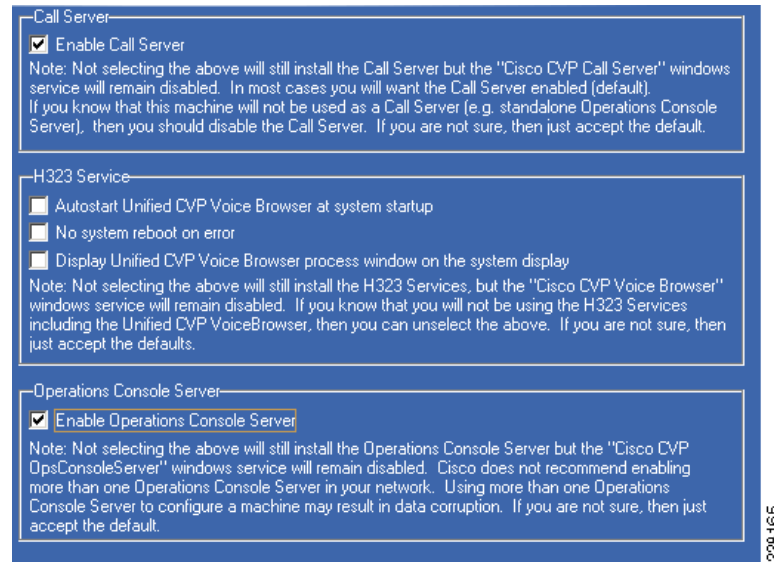 Call Server
Enable Call Server
Note: Not selecting the above will still install the Call Server but the "Cisco CVP Call Server" windows
service will remain disabled. In most cases you will want the Call Server enabled (default).
If you know that this machine will not be used as a Call Server (e.g. standalone Operations Console
Server), then you should disable the Call Server. If you are not sure, then just accept the default.
H323 Service
Autostart Unified CVP Voice Browser at system startup
No system reboot on error
Display Unified CVP Voice Browser process window on the system display
Note: Not selecting the above will still install the H323 Services, but the "Cisco CVP Voice Browser"
windows service will remain disabled. If you know that you will not be using the H323 Services
including the Unified CVP VoiceBrowser, then you can unselect the above. If you are not sure, then
just accept the defaults.
Operations Console Server
Enable Operations Console Server
Note: Not selecting the above will still install the Operations Console Server but the "Cisco CVP
OpsConsoleServer" windows service will remain disabled. Cisco does not recommend enabling
more than one Operations Console Server in your network. Using more than one Operations
Console Server to configure a machine may result in data corruption. If you are not sure, then just
accept the default.